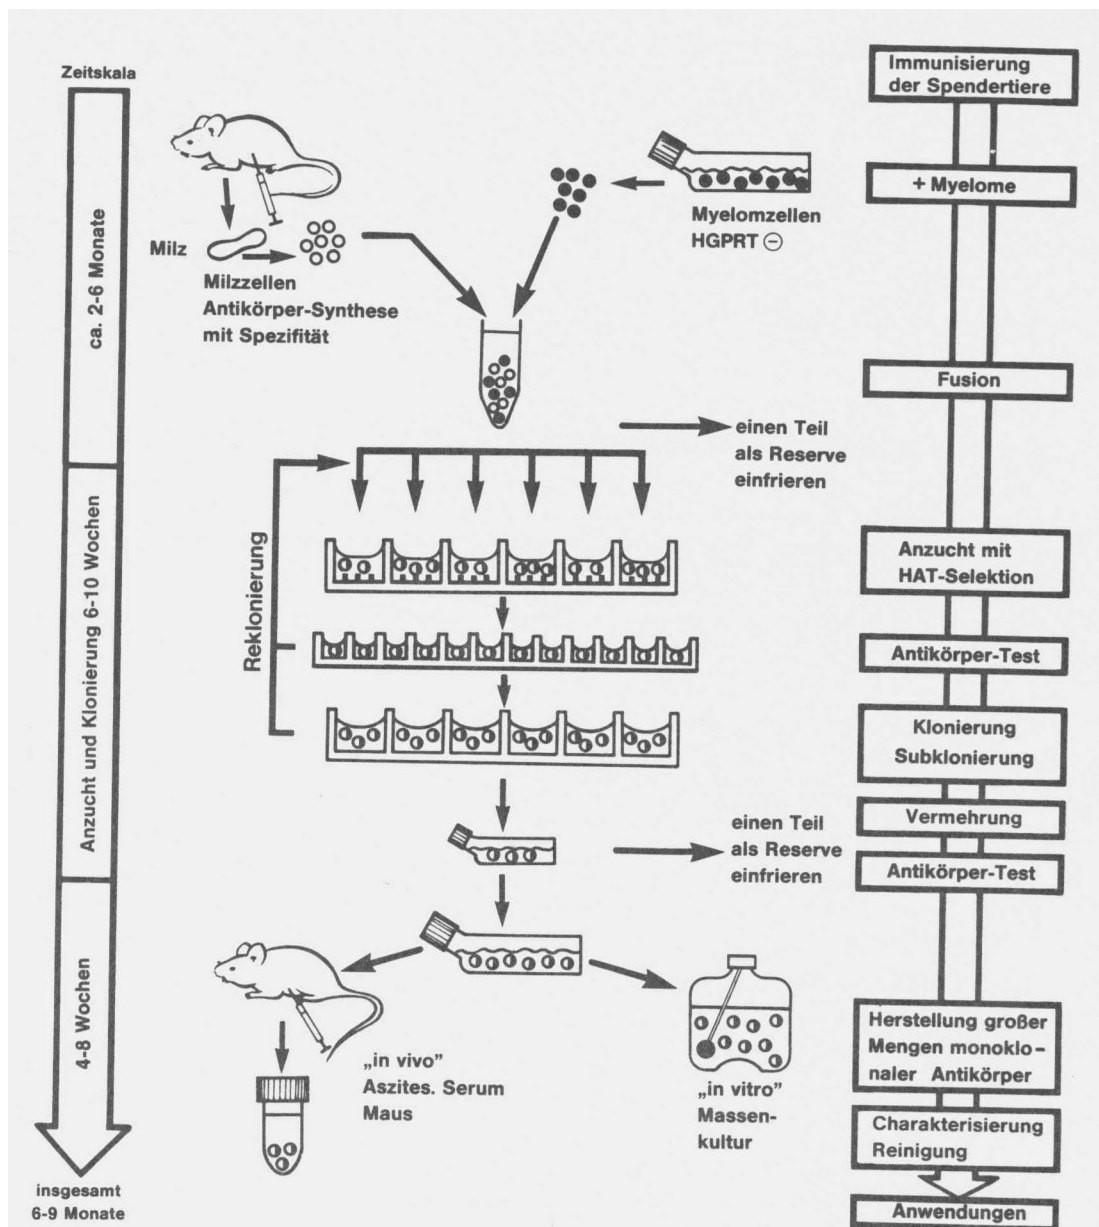 Zeitskala
ca. 2-6 Monate
Anzucht und Klonierung 6-10 Wochen
4-8 Wochen
insgesamt
6-9 Monate
Milz
Milzzellen
Antikörper-Synthese
mit Spezifität
Myelomzellen
HGPRT ⊖
einen Teil
als Reserve
einfrieren
Reklonierung
einen Teil
als Reserve
einfrieren
„in vivo”
Aszites. Serum
Maus
„in vitro”
Massen-
kultur
Immunisierung
der Spendertiere
+ Myelome
Fusion
Anzucht mit
HAT-Selektion
Antikörper-Test
Klonierung
Subklonierung
Vermehrung
Antikörper-Test
Herstellung großer
Mengen monoklo-
naler Antikörper
Charakterisierung
Reinigung
Anwendungen